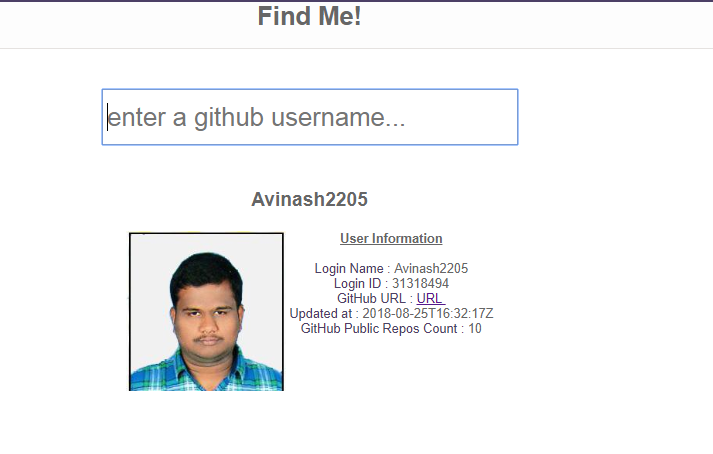 Find Me!
enter a github username...
Avinash2205
User Information
Login Name : Avinash2205
Login ID : 31318494
GitHub URL : URL
Updated at : 2018-08-25T16:32:17Z
GitHub Public Repos Count : 10